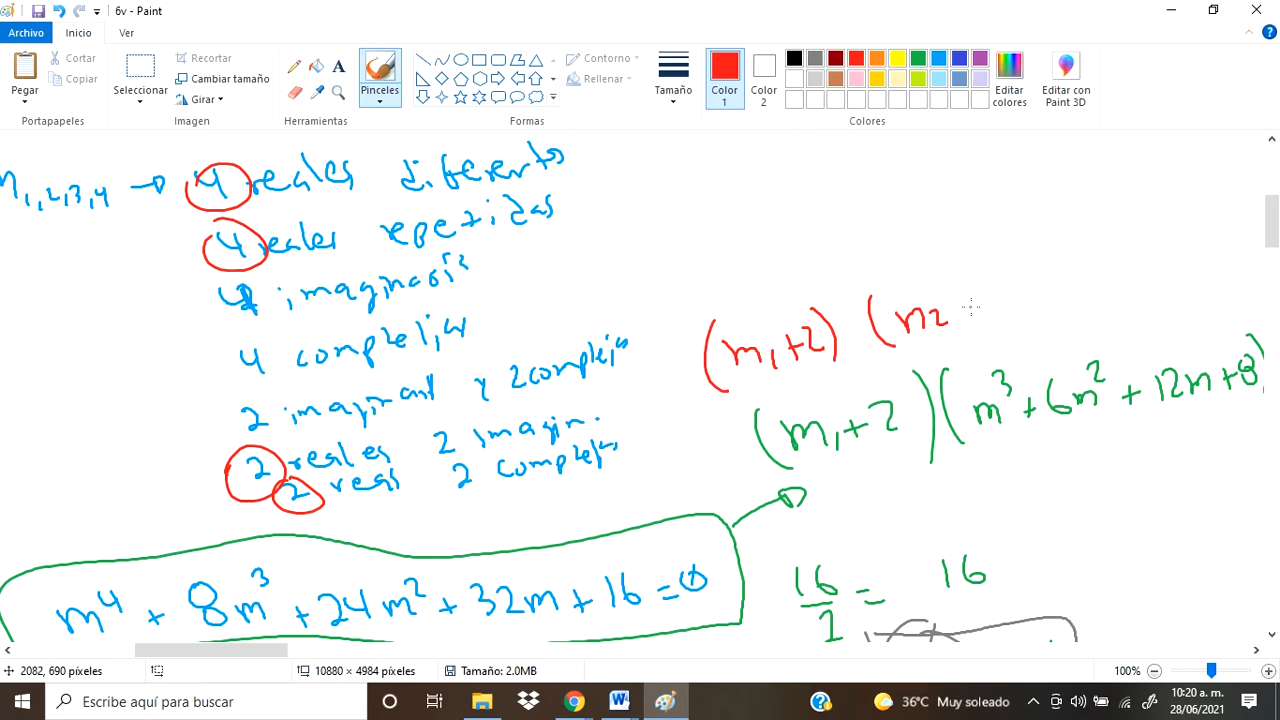 6v - Paint
Archivo Inicio Ver
Pegar
Cortar
Copiar
Portapapeles
Seleccionar
Recortar
Cambiar tamaño
Girar
Imagen
Herramientas
Pinceles
Contorno
Rellenar
Formas
Tamaño
Color 1
Color 2
Editar colores
Editar con Paint 3D
Colores
m1,2,3,4 → 4 reales diferents
4 reales repetidas
4 imaginaris
4 complejas
2 imaginari y 2 complejas
2 reales 2 imagin.
2 reals 2 complejas
(m1+2) (m2
(m1+2)(m³+6m²+12m+8)
m⁴ + 8m³ + 24m² + 32m + 16 = 0
16/1 = 16
2082, 690 píxeles
10880 × 4984 píxeles
Tamaño: 2.0MB
100%
Escribe aquí para buscar
36°C Muy soleado
10:20 a. m.
28/06/2021